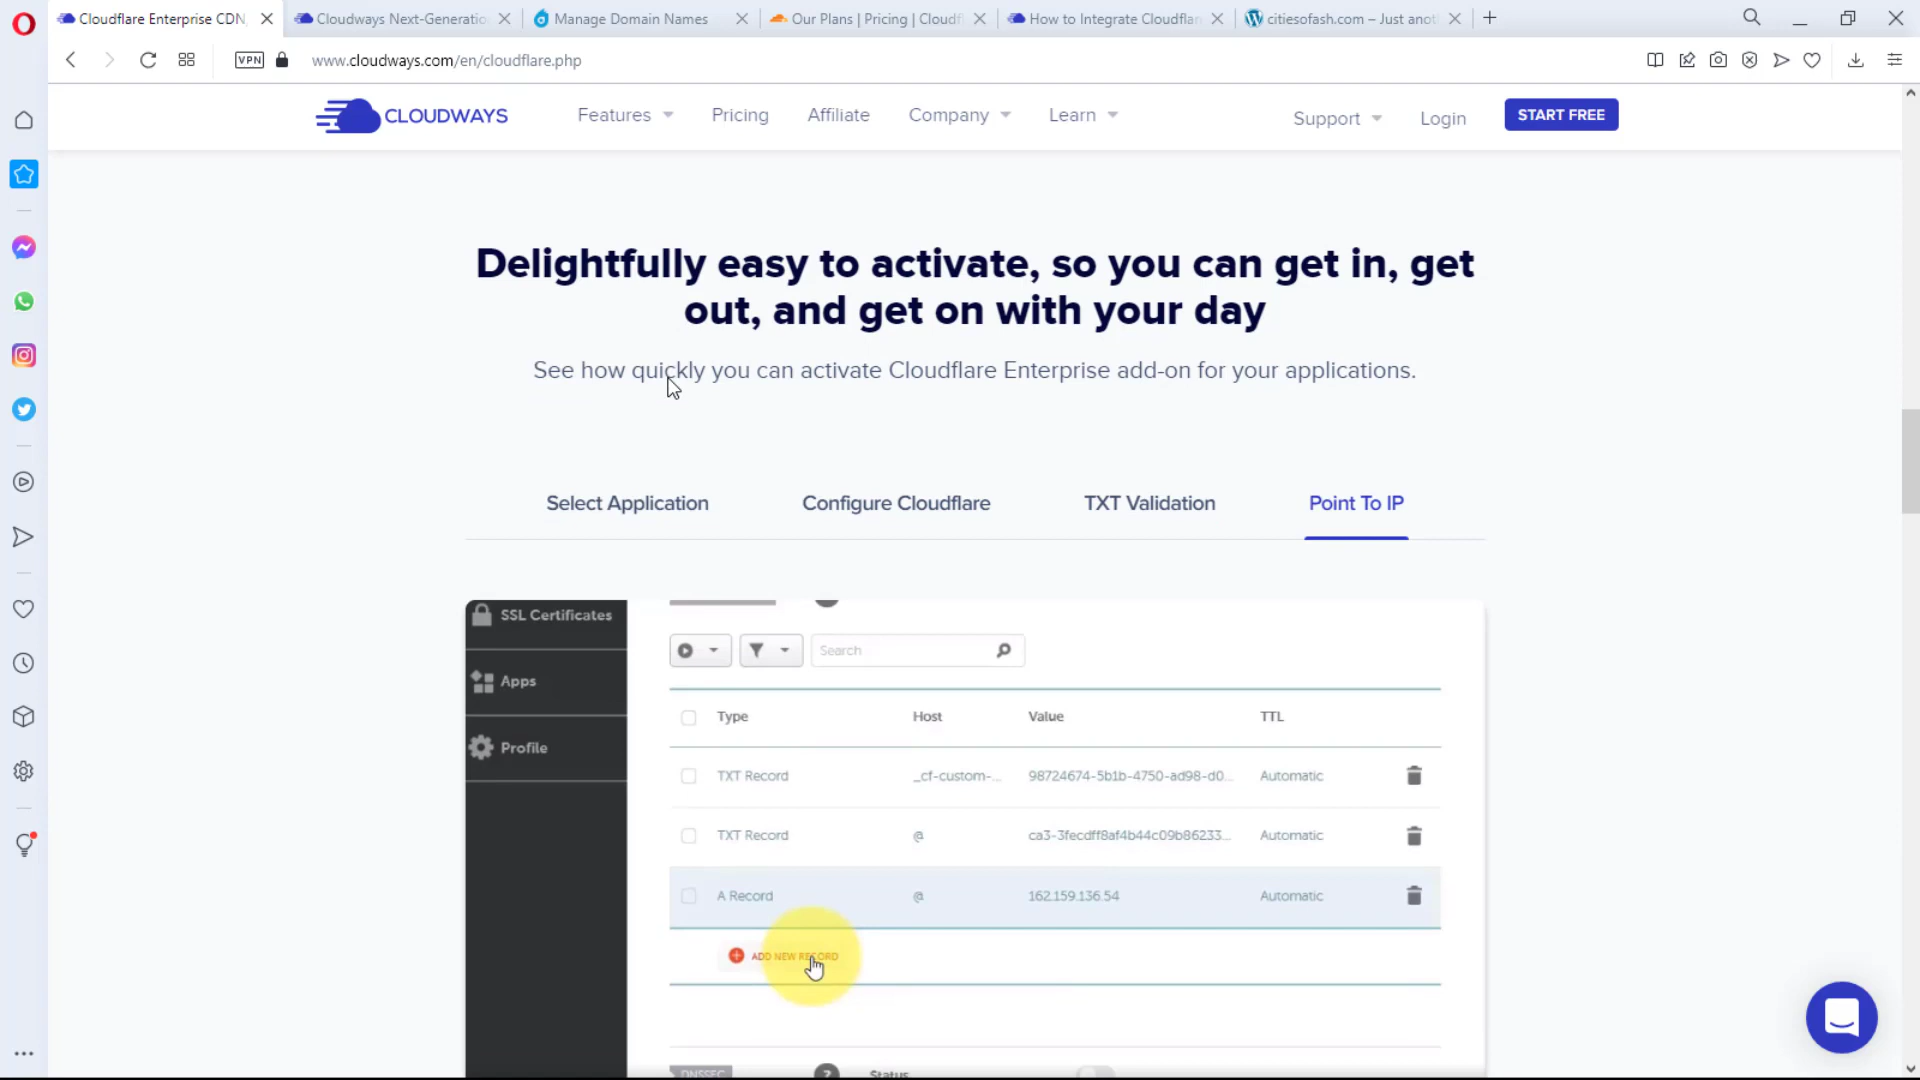 Cloudflare Enterprise CDN,
Cloudways Next-Generatio
Manage Domain Names
Our Plans | Pricing | Cloudf
How to Integrate Cloudflar
citiesofash.com – Just anot
VPN
www.cloudways.com/en/cloudflare.php
CLOUDWAYS
Features
Pricing
Affiliate
Company
Learn
Support
Login
START FREE
Delightfully easy to activate, so you can get in, get
out, and get on with your day
See how quickly you can activate Cloudflare Enterprise add-on for your applications.
Select Application
Configure Cloudflare
TXT Validation
Point To IP
SSL Certificates
Apps
Profile
Search
Type Host Value TTL
TXT Record _cf-custom-... 98724674-5b1b-4750-ad98-d0... Automatic
TXT Record @ ca3-3fecdff8af4b44c09b86233... Automatic
A Record @ 162.159.136.54 Automatic
ADD NEW RECORD
DNSSEC
?
Status